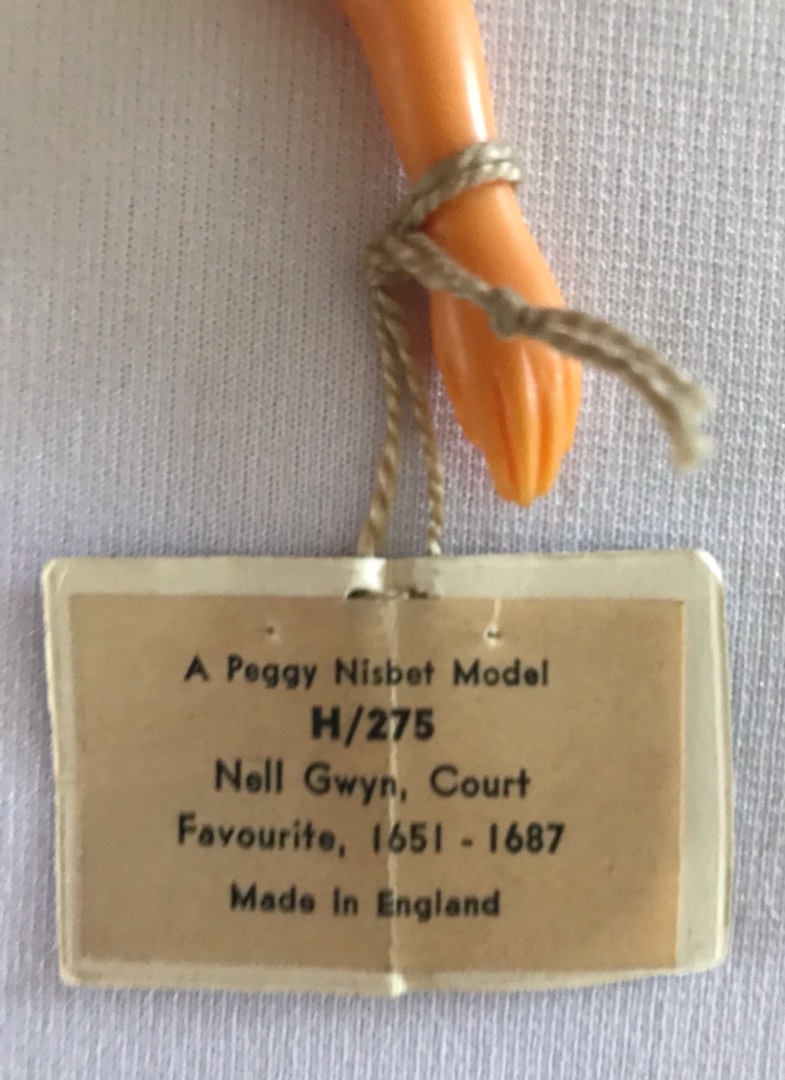 A Peggy Nisbet Model
H/275
Nell Gwyn, Court
Favourite, 1651 - 1687
Made in England